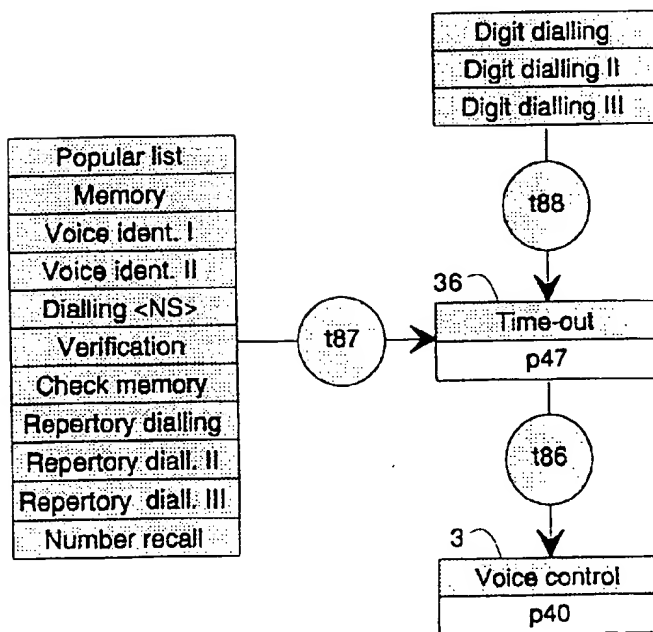 Digit dialling
Digit dialling II
Digit dialling III
t88
Popular list
Memory
Voice ident. I
Voice ident. II
Dialling <NS>
Verification
Check memory
Repertory dialling
Repertory diall. II
Repertory diall. III
Number recall
t87
36
Time-out
p47
t86
3
Voice control
p40